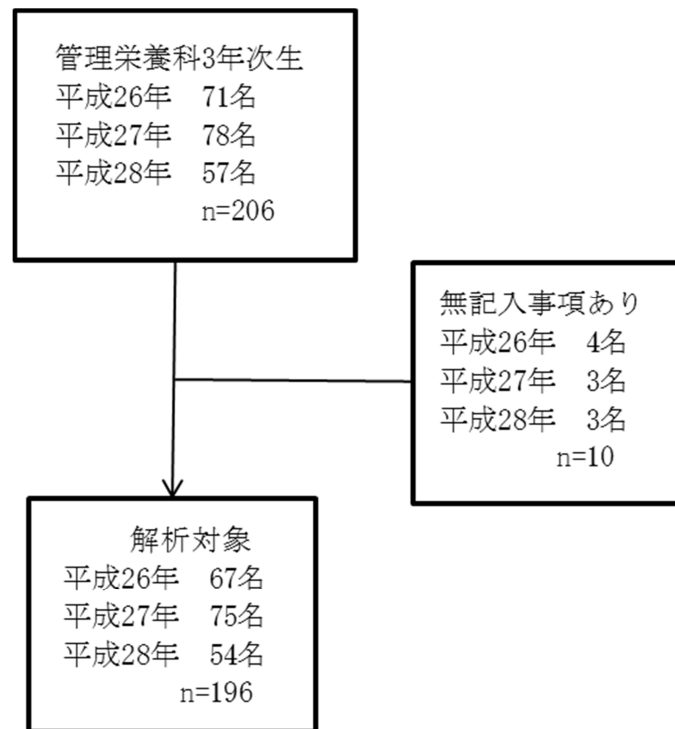 管理栄養科3年次生
平成26年　71名
平成27年　78名
平成28年　57名
n=206
無記入事項あり
平成26年　4名
平成27年　3名
平成28年　3名
n=10
解析対象
平成26年　67名
平成27年　75名
平成28年　54名
n=196